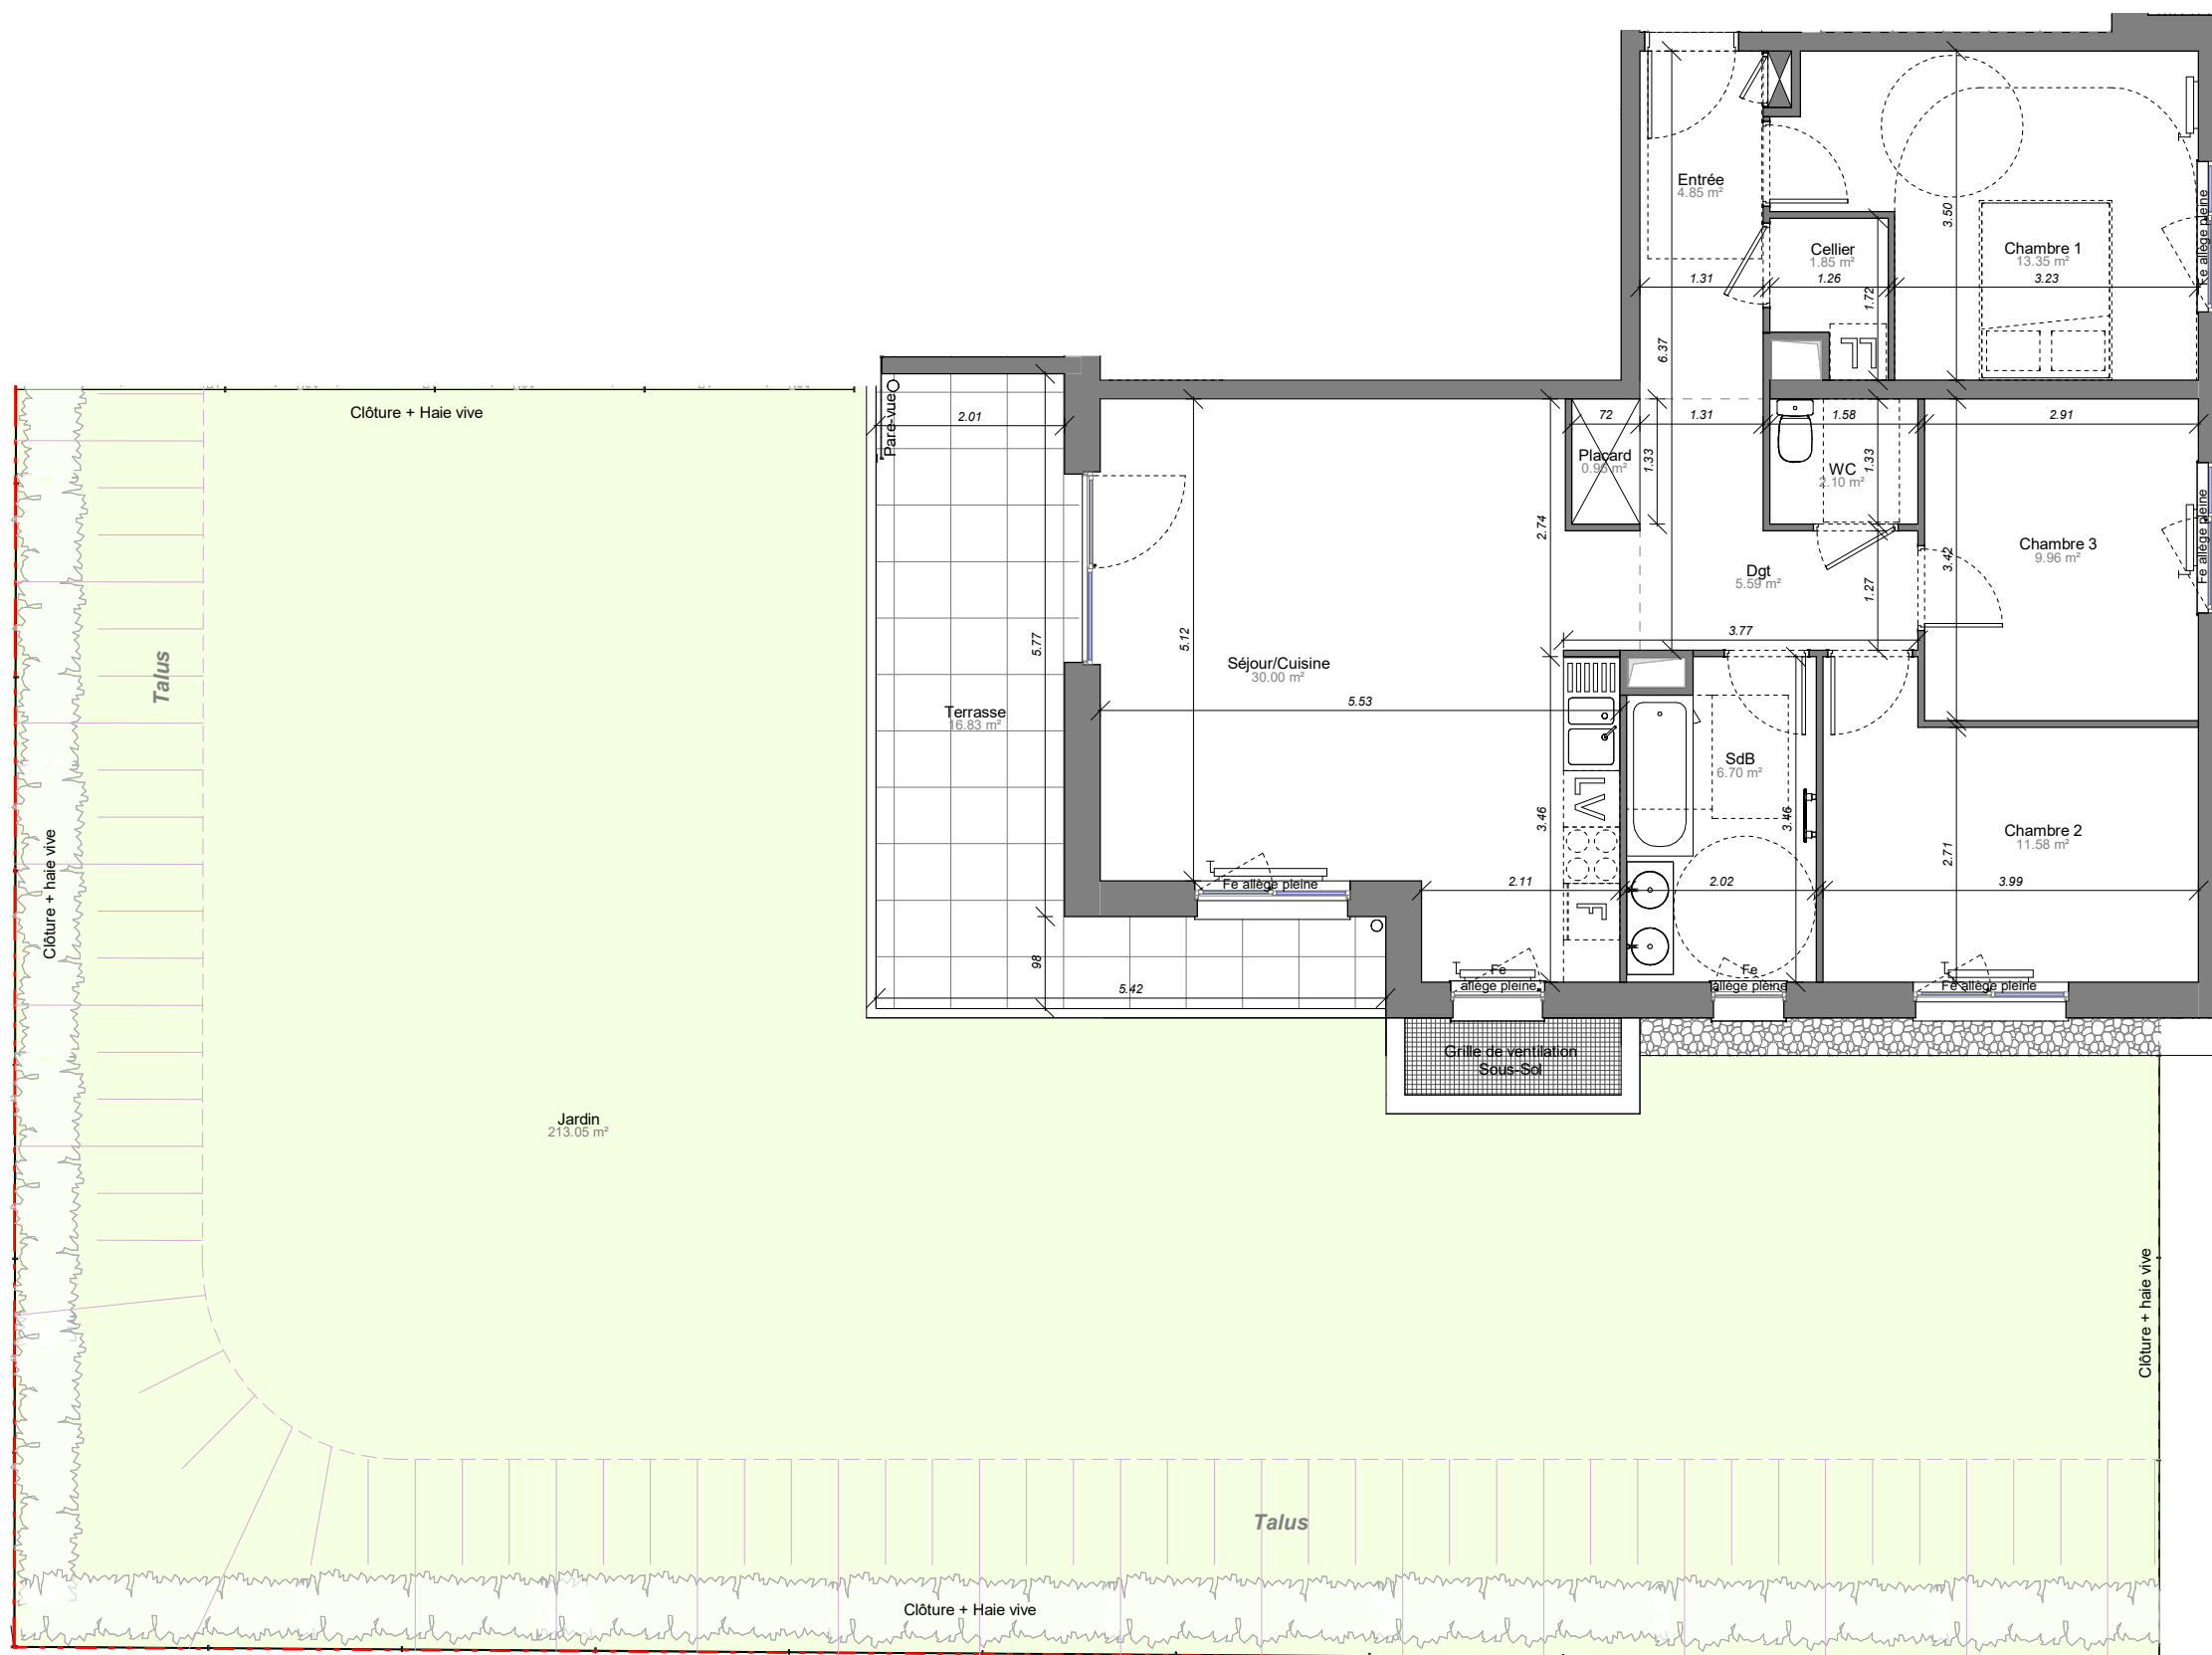 Entrée
4.85 m²
Cellier
1.85 m²
Chambre 1
13.35 m²
3.50
1.31
1.26
3.23
1.72
6.37
Fe allège pleine
Clôture + Haie vive
Pare-vue
2.01
72
1.31
1.58
2.91
Placard
1.33
WC
2.10 m²
1.33
2.74
Chambre 3
9.96 m²
3.42
Fe allège pleine
Dgt
5.59 m²
1.27
3.77
5.77
5.12
Séjour/Cuisine
30.00 m²
5.53
Terrasse
16.83 m²
Talus
SdB
6.70 m²
LV
3.46
3.46
Chambre 2
11.58 m²
2.71
Clôture + haie vive
Fe allège pleine
2.11
2.02
3.99
F
98
5.42
Fe
allège pleine
Fe
allège pleine
Fe allège pleine
Grille de ventilation
Sous-Sol
Jardin
213.05 m²
Clôture + haie vive
Talus
Clôture + Haie vive